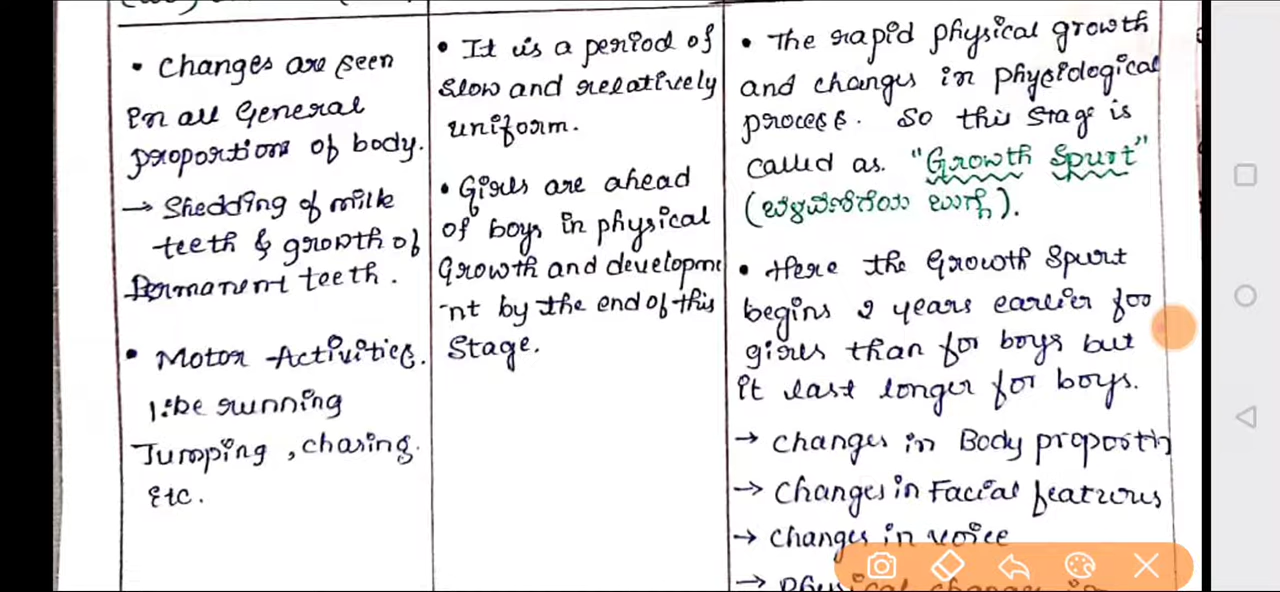 • Changes are seen
in all General
proportions of body.
→ Shedding of milk
teeth & growth of
Permanent teeth.
• Motor Activities.
like running
Jumping, chasing.
Etc.
• It is a period of
slow and relatively
uniform.
• Girls are ahead
of boys in physical
Growth and developme
-nt by the end of this
Stage.
• The rapid physical growth
and changes in physiological
process. So this stage is
called as. "Growth Spurt"
(ಬೆಳವಣಿಗೆಯ ಬುಗ್ಗೆ).
• Here the Growth Spurt
begins 2 years earlier for
girls than for boys but
it last longer for boys.
→ Changes in Body proportin
→ Changes in Facial features
→ Changes in voice
→ Physical changes in